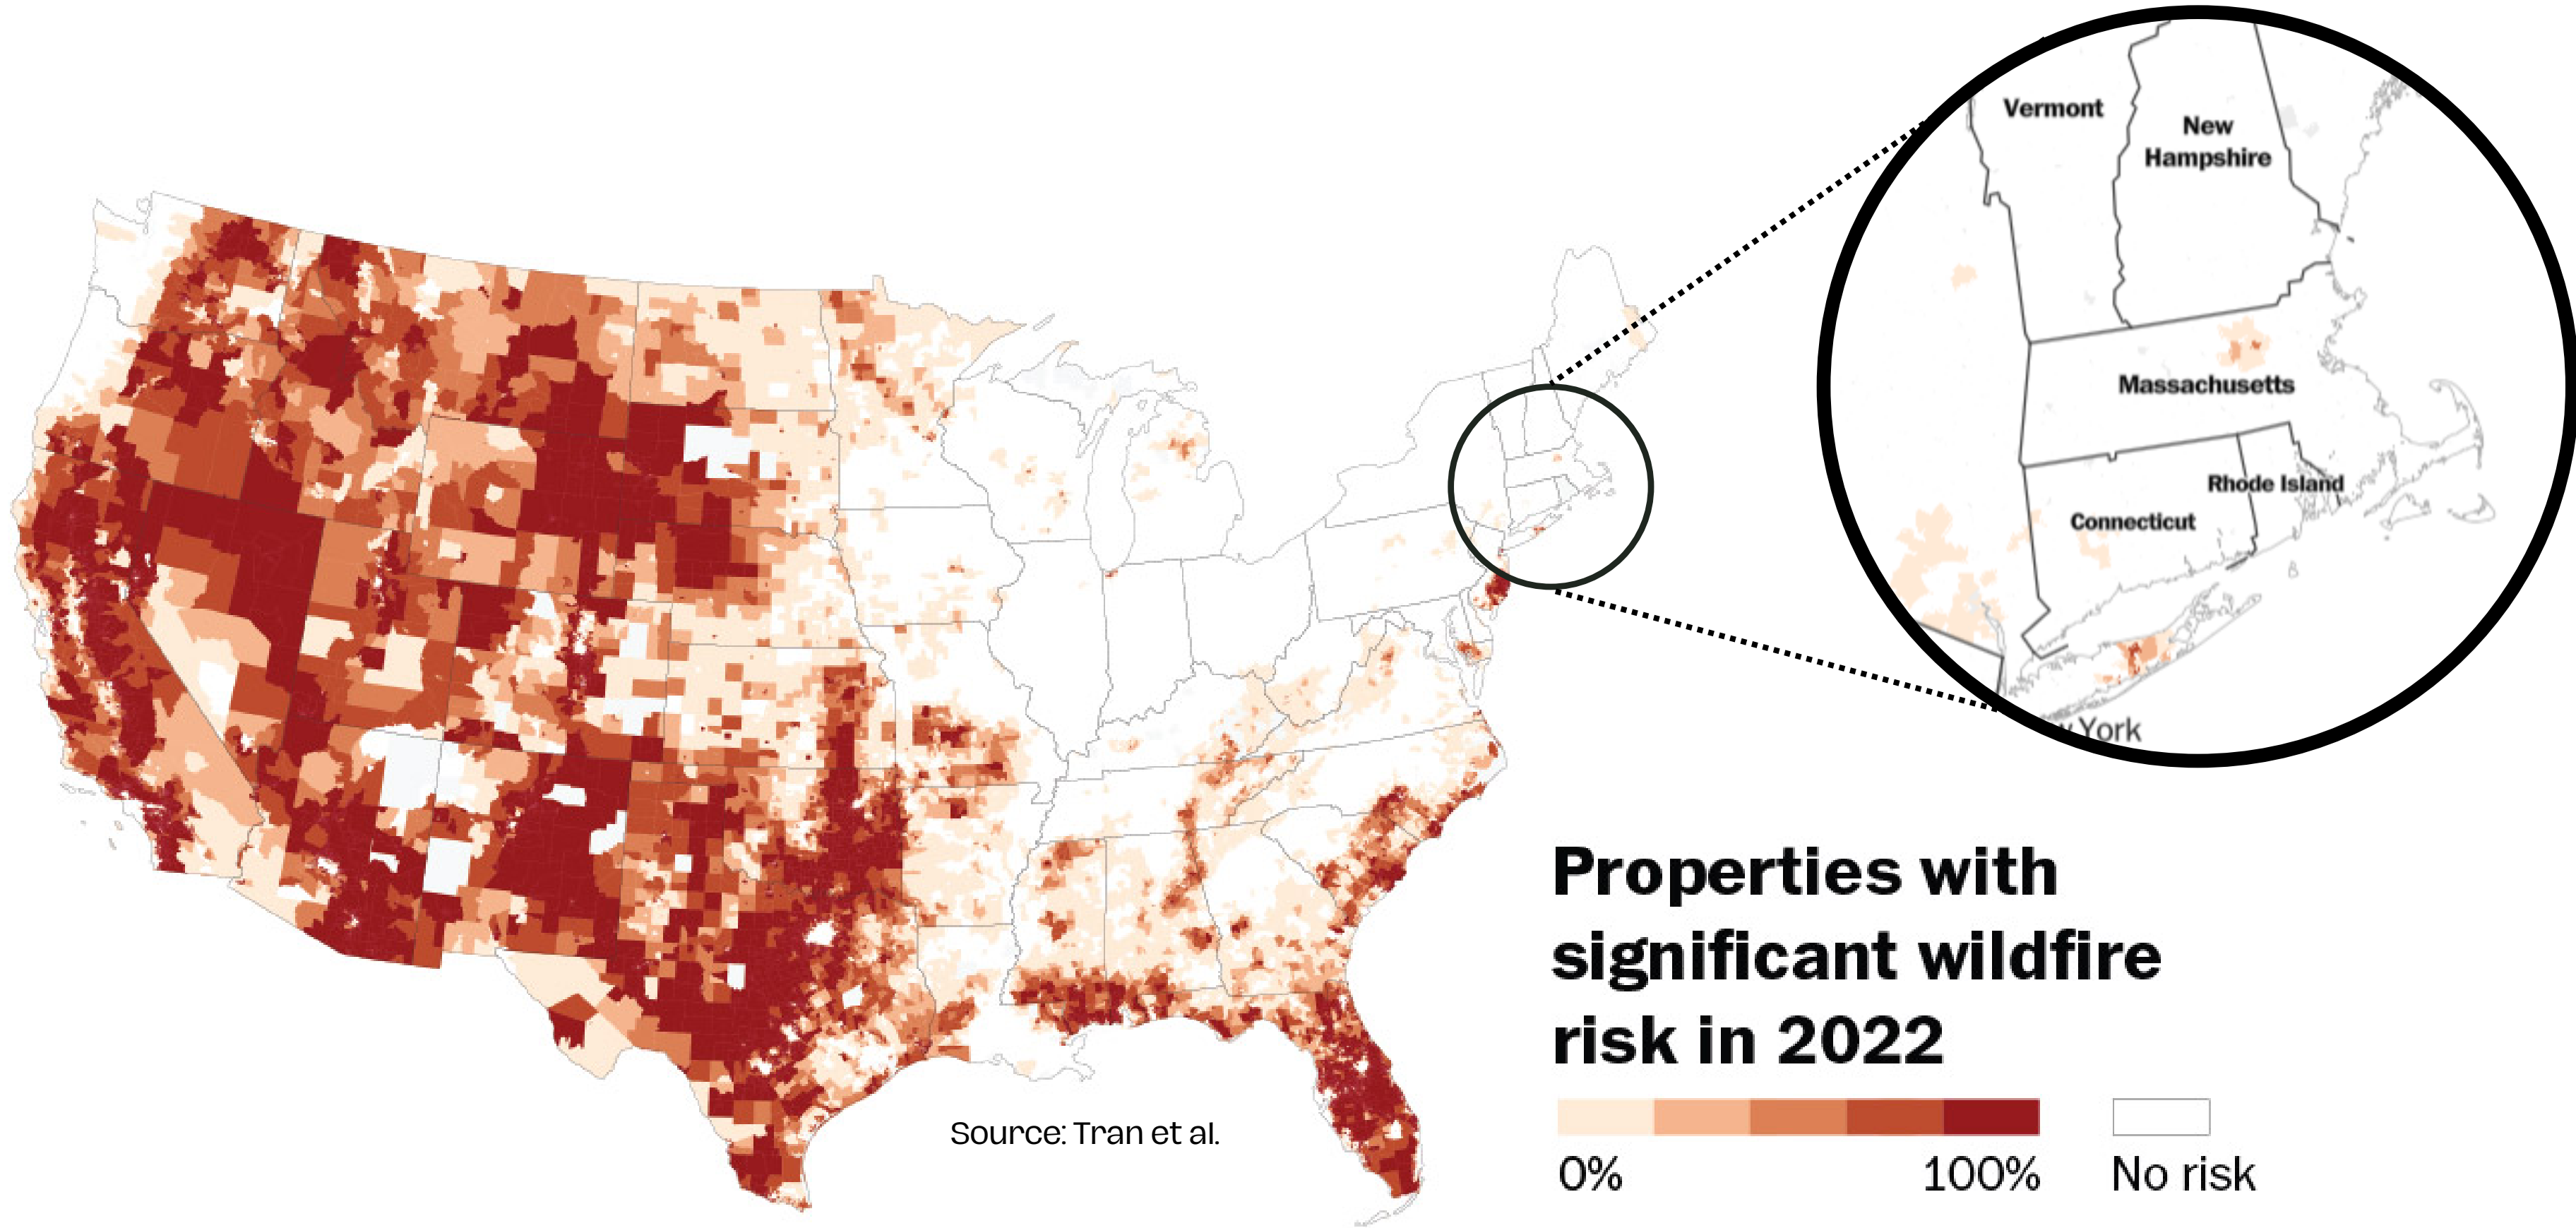 Vermont
New
Hampshire
Massachusetts
Rhode Island
Connecticut
York
Properties with
significant wildfire
risk in 2022
0%
100%
No risk
Source: Tran et al.